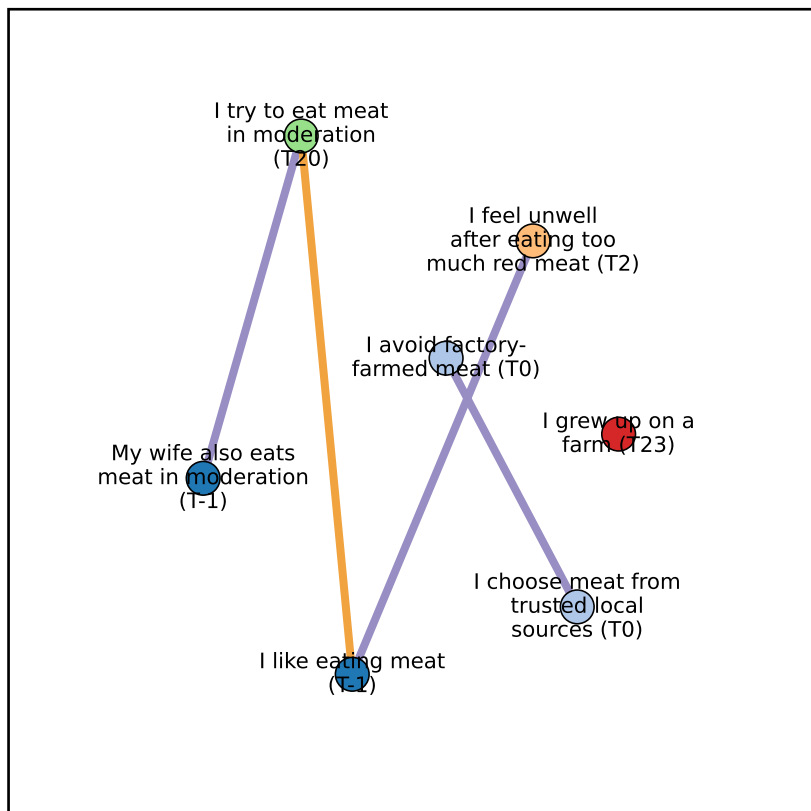 I try to eat meat
in moderation
(T20)
I feel unwell
after eating too
much red meat (T2)
I avoid factory-
farmed meat (T0)
I grew up on a
farm (T23)
My wife also eats
meat in moderation
(T-1)
I choose meat from
trusted local
sources (T0)
I like eating meat
(T-1)